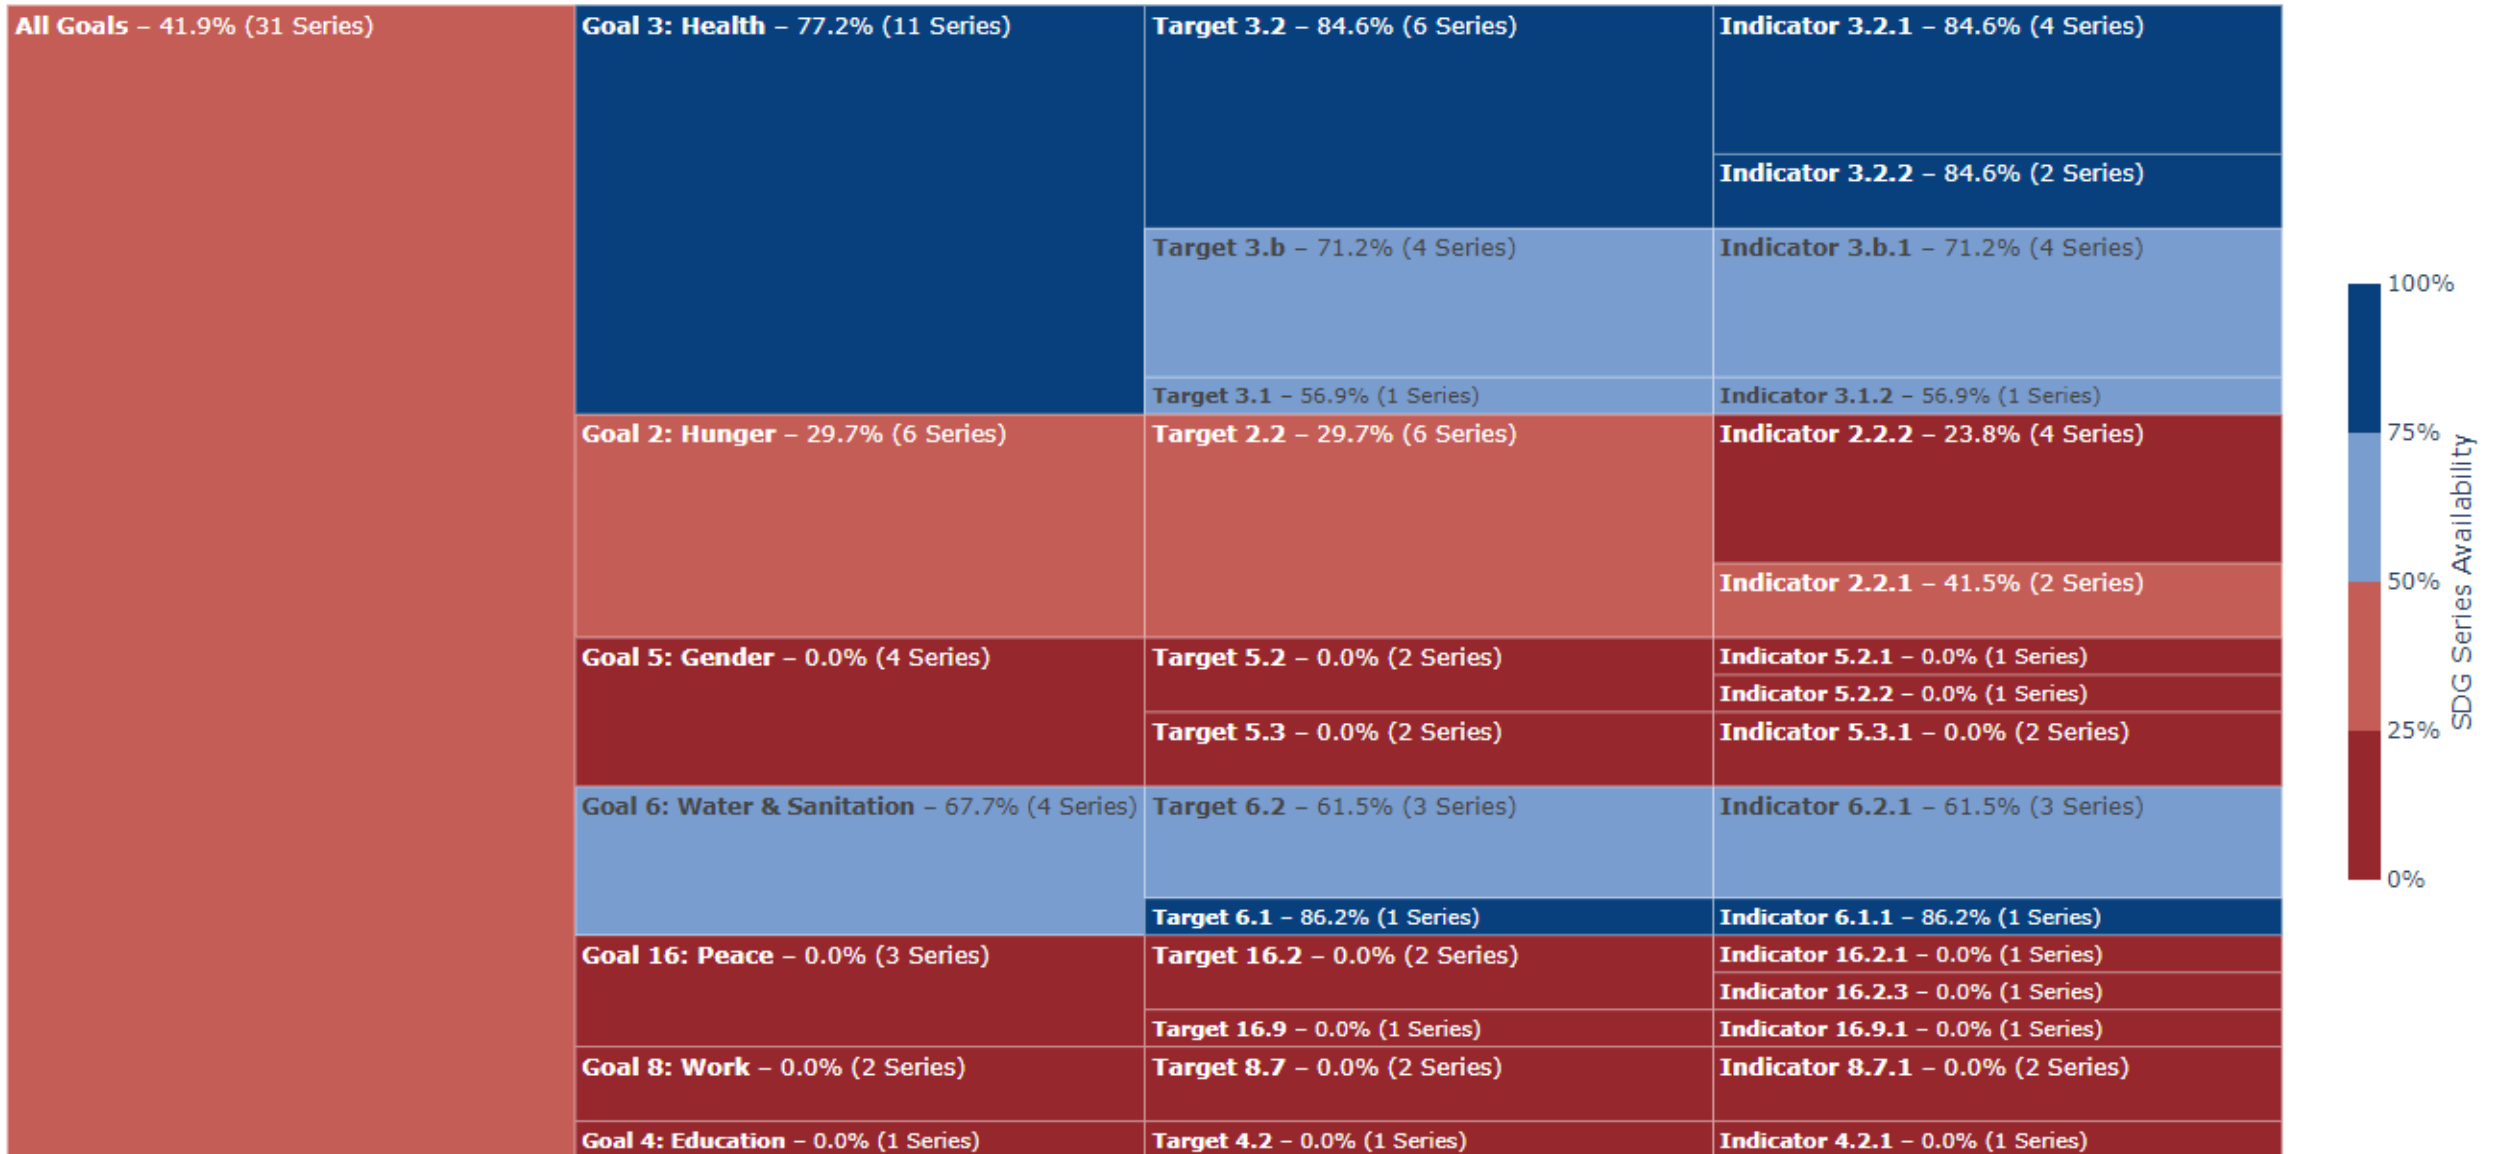 All Goals – 41.9% (31 Series)
Goal 3: Health – 77.2% (11 Series)
Target 3.2 – 84.6% (6 Series)
Indicator 3.2.1 – 84.6% (4 Series)
Indicator 3.2.2 – 84.6% (2 Series)
Target 3.b – 71.2% (4 Series)
Indicator 3.b.1 – 71.2% (4 Series)
Target 3.1 – 56.9% (1 Series)
Indicator 3.1.2 – 56.9% (1 Series)
Goal 2: Hunger – 29.7% (6 Series)
Target 2.2 – 29.7% (6 Series)
Indicator 2.2.2 – 23.8% (4 Series)
Indicator 2.2.1 – 41.5% (2 Series)
Goal 5: Gender – 0.0% (4 Series)
Target 5.2 – 0.0% (2 Series)
Indicator 5.2.1 – 0.0% (1 Series)
Indicator 5.2.2 – 0.0% (1 Series)
Target 5.3 – 0.0% (2 Series)
Indicator 5.3.1 – 0.0% (2 Series)
Goal 6: Water & Sanitation – 67.7% (4 Series)
Target 6.2 – 61.5% (3 Series)
Indicator 6.2.1 – 61.5% (3 Series)
Target 6.1 – 86.2% (1 Series)
Indicator 6.1.1 – 86.2% (1 Series)
Goal 16: Peace – 0.0% (3 Series)
Target 16.2 – 0.0% (2 Series)
Indicator 16.2.1 – 0.0% (1 Series)
Indicator 16.2.3 – 0.0% (1 Series)
Target 16.9 – 0.0% (1 Series)
Indicator 16.9.1 – 0.0% (1 Series)
Goal 8: Work – 0.0% (2 Series)
Target 8.7 – 0.0% (2 Series)
Indicator 8.7.1 – 0.0% (2 Series)
Goal 4: Education – 0.0% (1 Series)
Target 4.2 – 0.0% (1 Series)
Indicator 4.2.1 – 0.0% (1 Series)
100%
75%
50%
25%
0%
SDG Series Availability